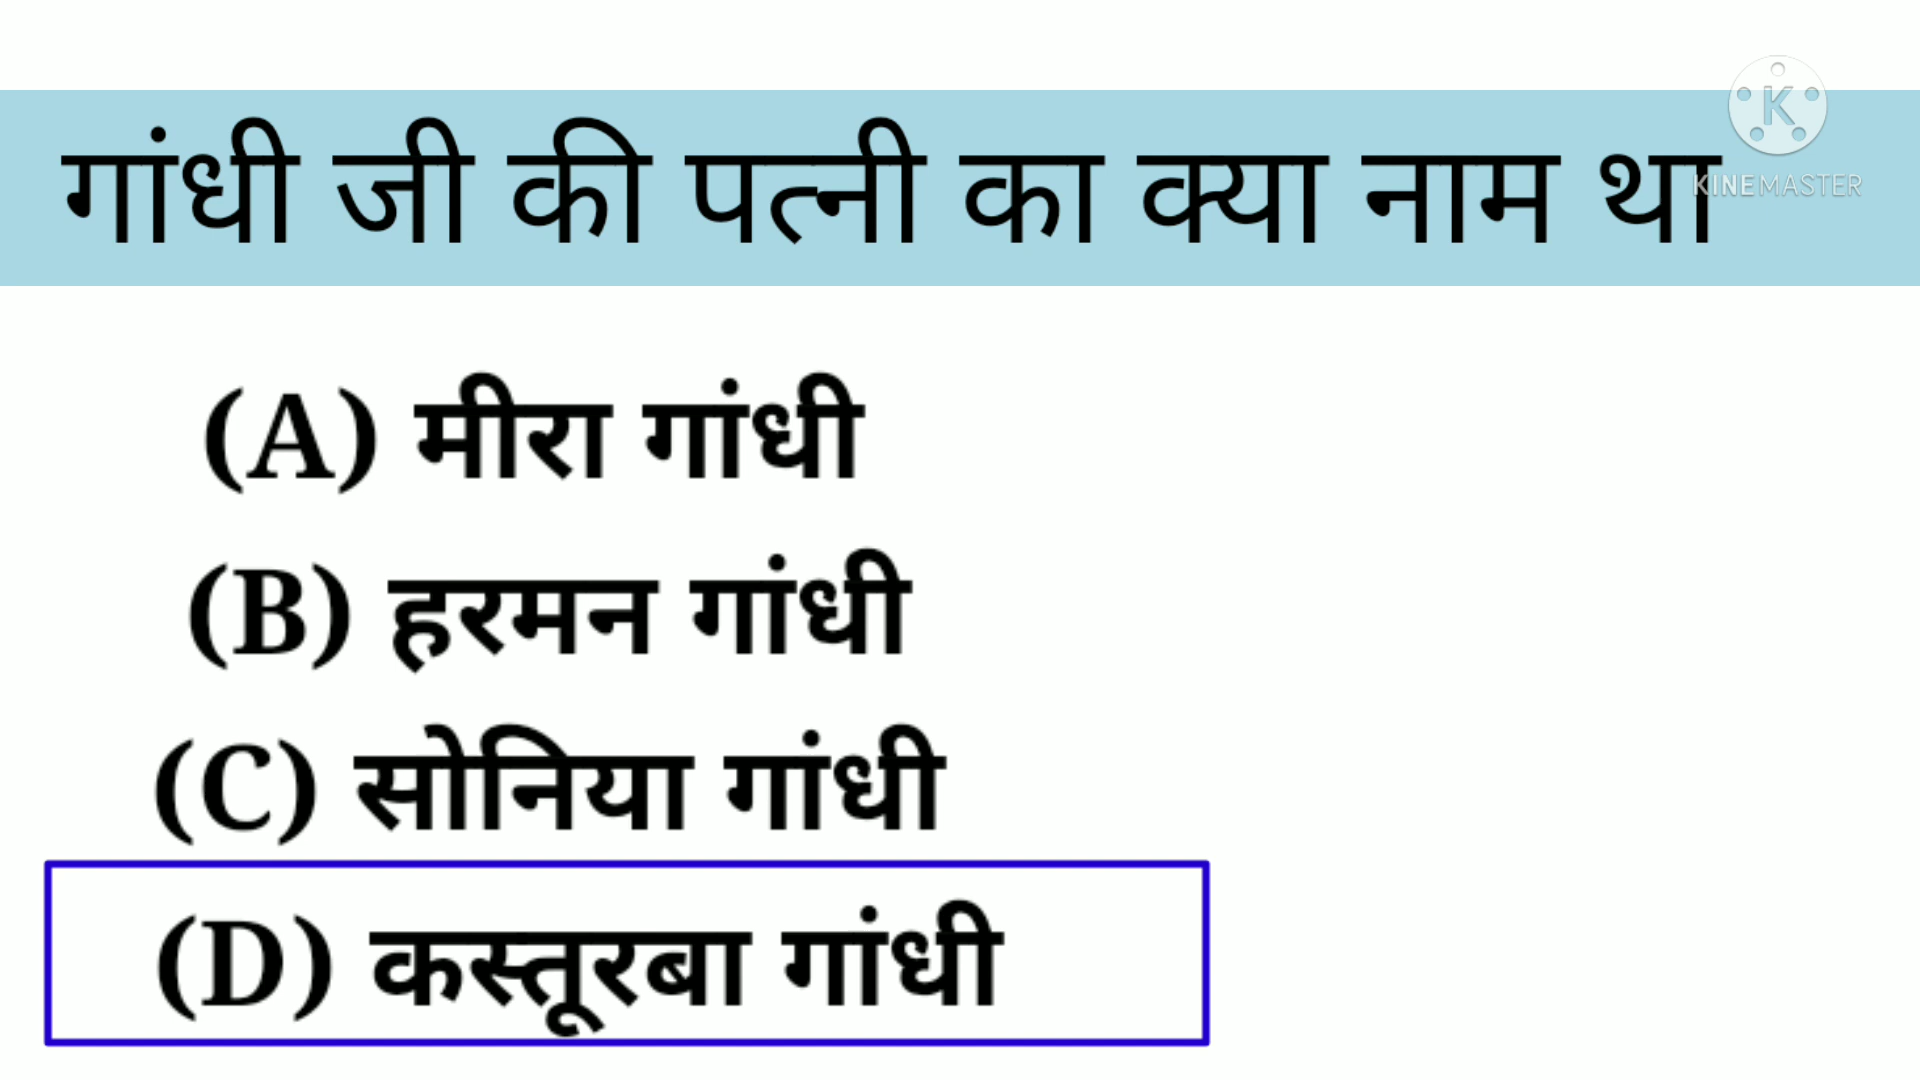 गांधी जी की पत्नी का क्या नाम था
K
KINEMASTER
(A) मीरा गांधी
(B) हरमन गांधी
(C) सोनिया गांधी
(D) कस्तूरबा गांधी